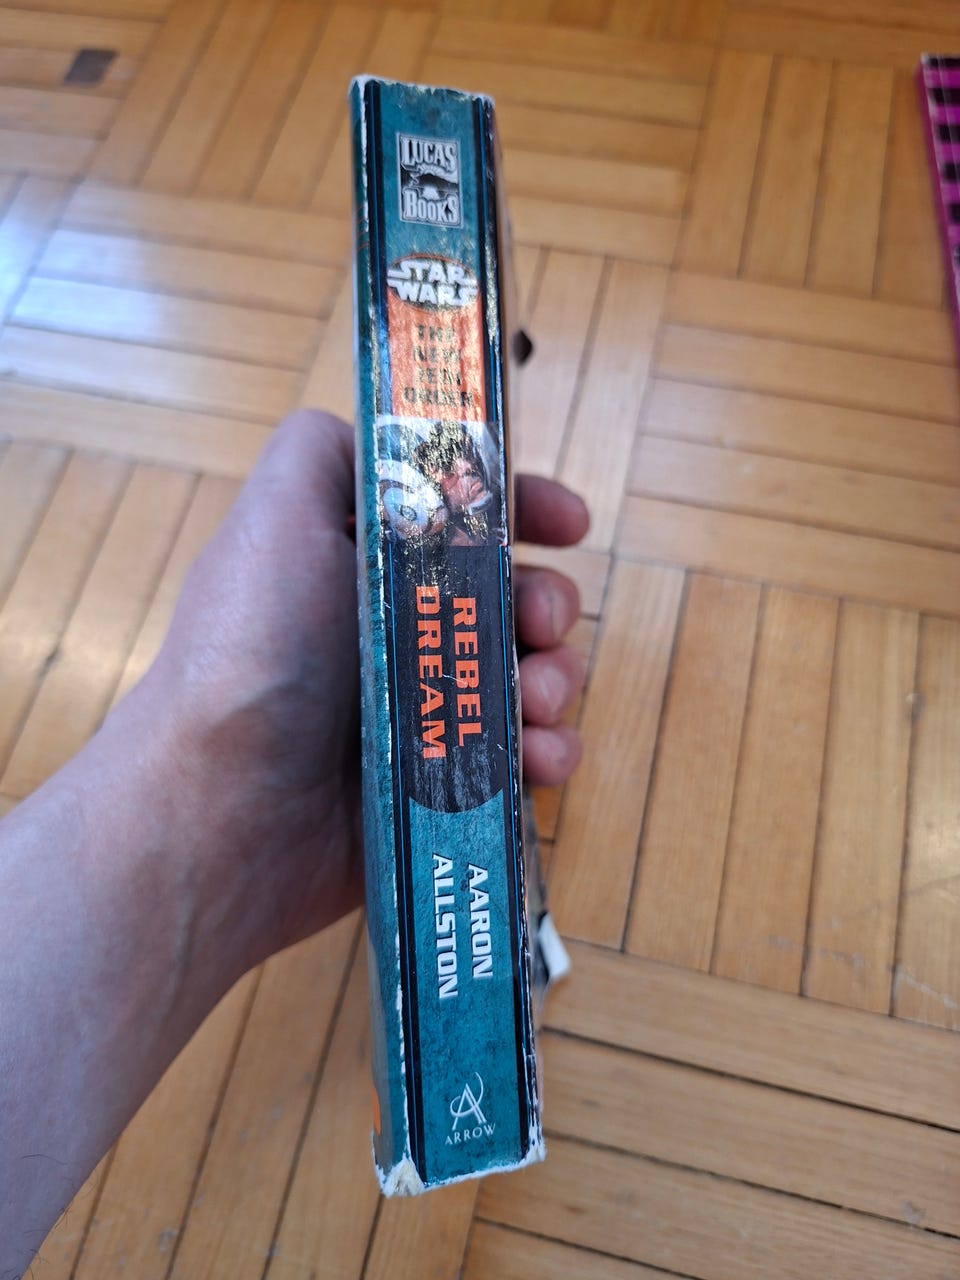 LUCAS
BOOKS
STAR
WARS
THE
NEW
JEDI
ORDER
REBEL
DREAM
AARON
ALLSTON
ARROW